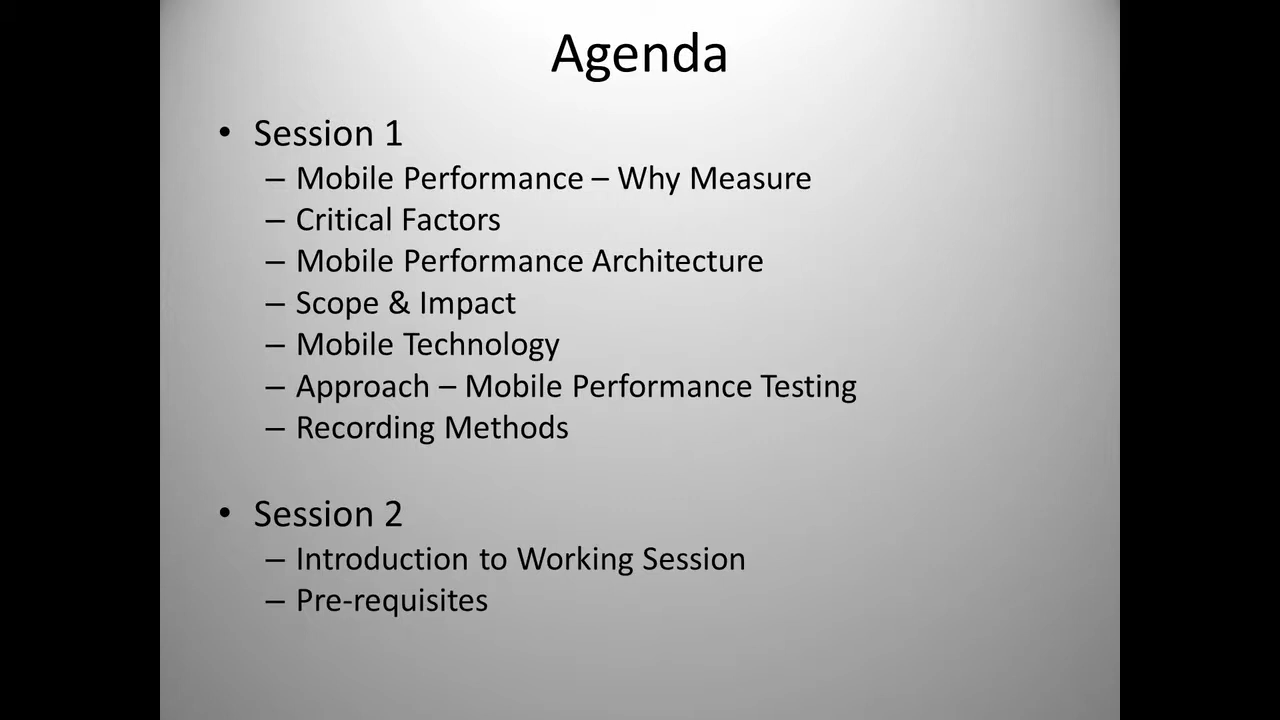 Agenda
• Session 1
– Mobile Performance – Why Measure
– Critical Factors
– Mobile Performance Architecture
– Scope & Impact
– Mobile Technology
– Approach – Mobile Performance Testing
– Recording Methods
• Session 2
– Introduction to Working Session
– Pre-requisites